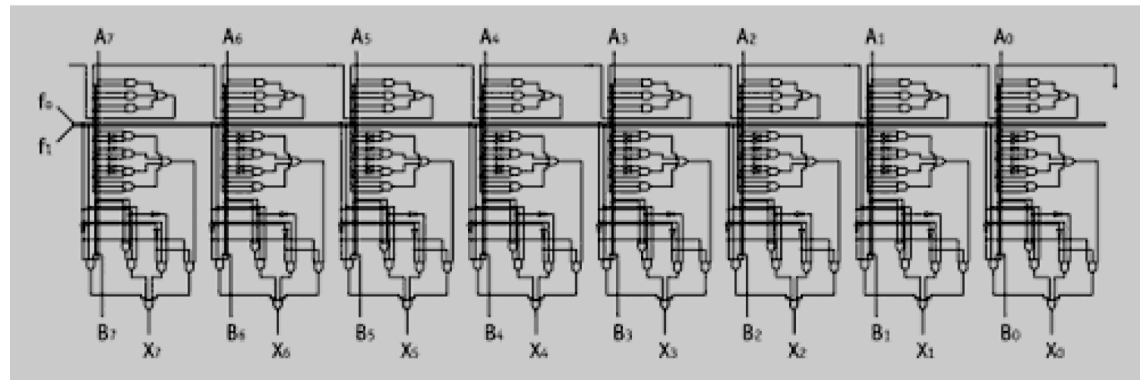 A7 A6 A5 A4 A3 A2 A1 A0
f0
f1
B7 B6 B5 B4 B3 B2 B1 B0
X7 X6 X5 X4 X3 X2 X1 X0